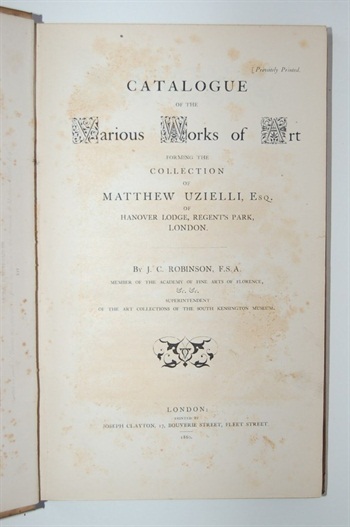 [Privately Printed.
CATALOGUE
OF THE
Various Works of Art
FORMING THE
COLLECTION
OF
MATTHEW UZIELLI, ESQ.
OF
HANOVER LODGE, REGENT'S PARK,
LONDON.
BY J. C. ROBINSON, F.S.A.
MEMBER OF THE ACADEMY OF FINE ARTS OF FLORENCE,
&c. &c.
SUPERINTENDENT
OF THE ART COLLECTIONS OF THE SOUTH KENSINGTON MUSEUM.
LONDON:
PRINTED BY
JOSEPH CLAYTON, 17, BOUVERIE STREET, FLEET STREET